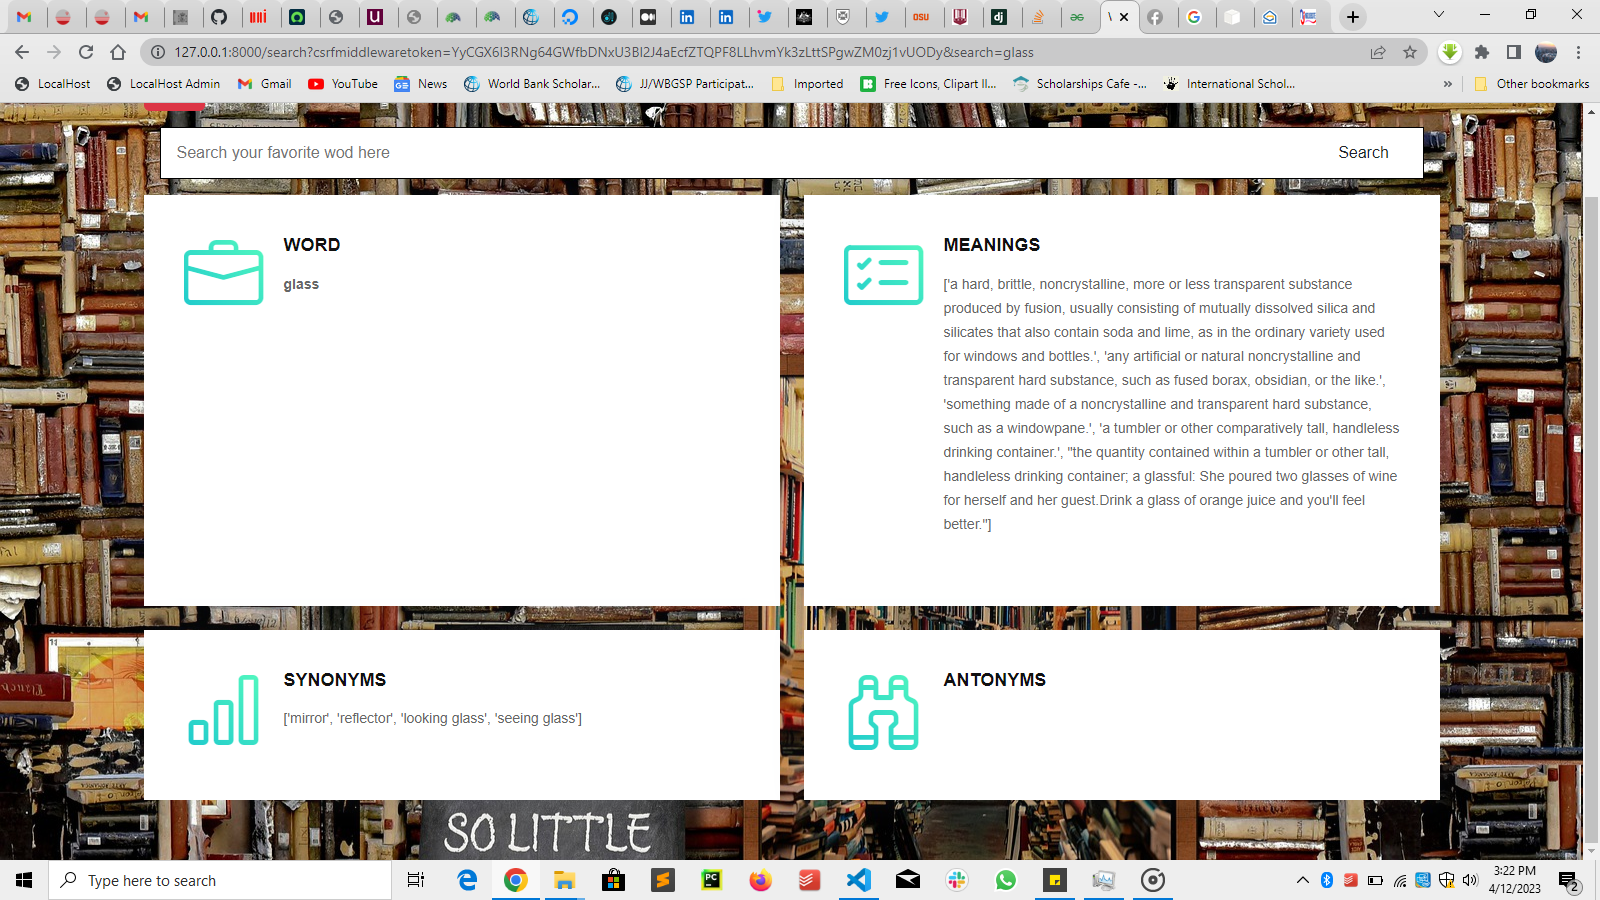 127.0.0.1:8000/search?csrfmiddlewaretoken=YyCGX6I3RNg64GWfbDNxU3BI2J4aEcfZTQPF8LLhvmYk3zLttSPgwZM0zj1vUODy&search=glass
LocalHost LocalHost Admin Gmail YouTube News World Bank Scholar... JJ/WBGSP Participat... Imported Free Icons, Clipart Il... Scholarships Cafe -... International Schol... » Other bookmarks
Search your favorite wod here Search
WORD
glass
MEANINGS
['a hard, brittle, noncrystalline, more or less transparent substance
produced by fusion, usually consisting of mutually dissolved silica and
silicates that also contain soda and lime, as in the ordinary variety used
for windows and bottles.', 'any artificial or natural noncrystalline and
transparent hard substance, such as fused borax, obsidian, or the like.',
'something made of a noncrystalline and transparent hard substance,
such as a windowpane.', 'a tumbler or other comparatively tall, handleless
drinking container.', "the quantity contained within a tumbler or other tall,
handleless drinking container; a glassful: She poured two glasses of wine
for herself and her guest.Drink a glass of orange juice and you'll feel
better."]
SYNONYMS
['mirror', 'reflector', 'looking glass', 'seeing glass']
ANTONYMS
SO LITTLE
Type here to search
3:22 PM
4/12/2023
2